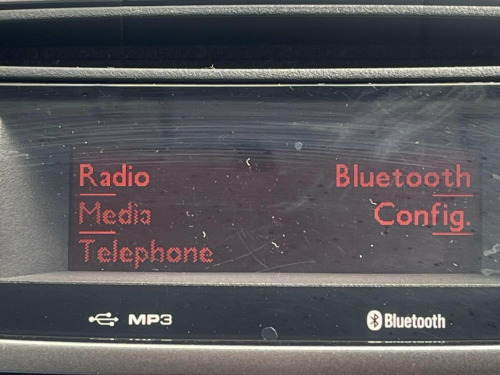 Radio
Bluetooth
Media
Config.
Telephone
MP3
Bluetooth